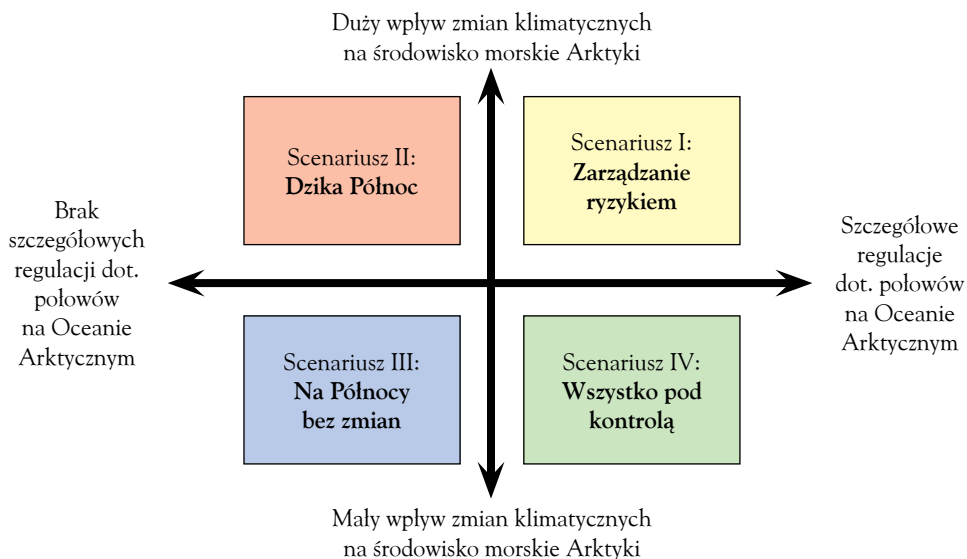 Duży wpływ zmian klimatycznych
na środowisko morskie Arktyki
Scenariusz II:
Dzika Północ
Scenariusz I:
Zarządzanie
ryzykiem
Brak
szczegółowych
regulacji dot.
połowów
na Oceanie
Arktycznym
Szczegółowe
regulacje
dot. połowów
na Oceanie
Arktycznym
Scenariusz III:
Na Północy
bez zmian
Scenariusz IV:
Wszystko pod
kontrolą
Mały wpływ zmian klimatycznych
na środowisko morskie Arktyki